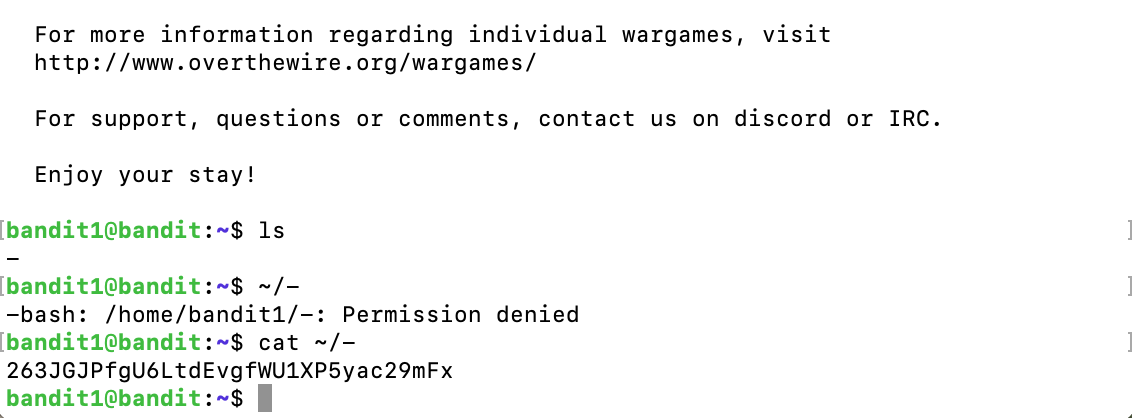 For more information regarding individual wargames, visit
http://www.overthewire.org/wargames/
For support, questions or comments, contact us on discord or IRC.
Enjoy your stay!
[bandit1@bandit:~$ ls ]
-
[bandit1@bandit:~$ ~/- ]
-bash: /home/bandit1/-: Permission denied
[bandit1@bandit:~$ cat ~/- ]
263JGJPfgU6LtdEvgfWU1XP5yac29mFx
bandit1@bandit:~$